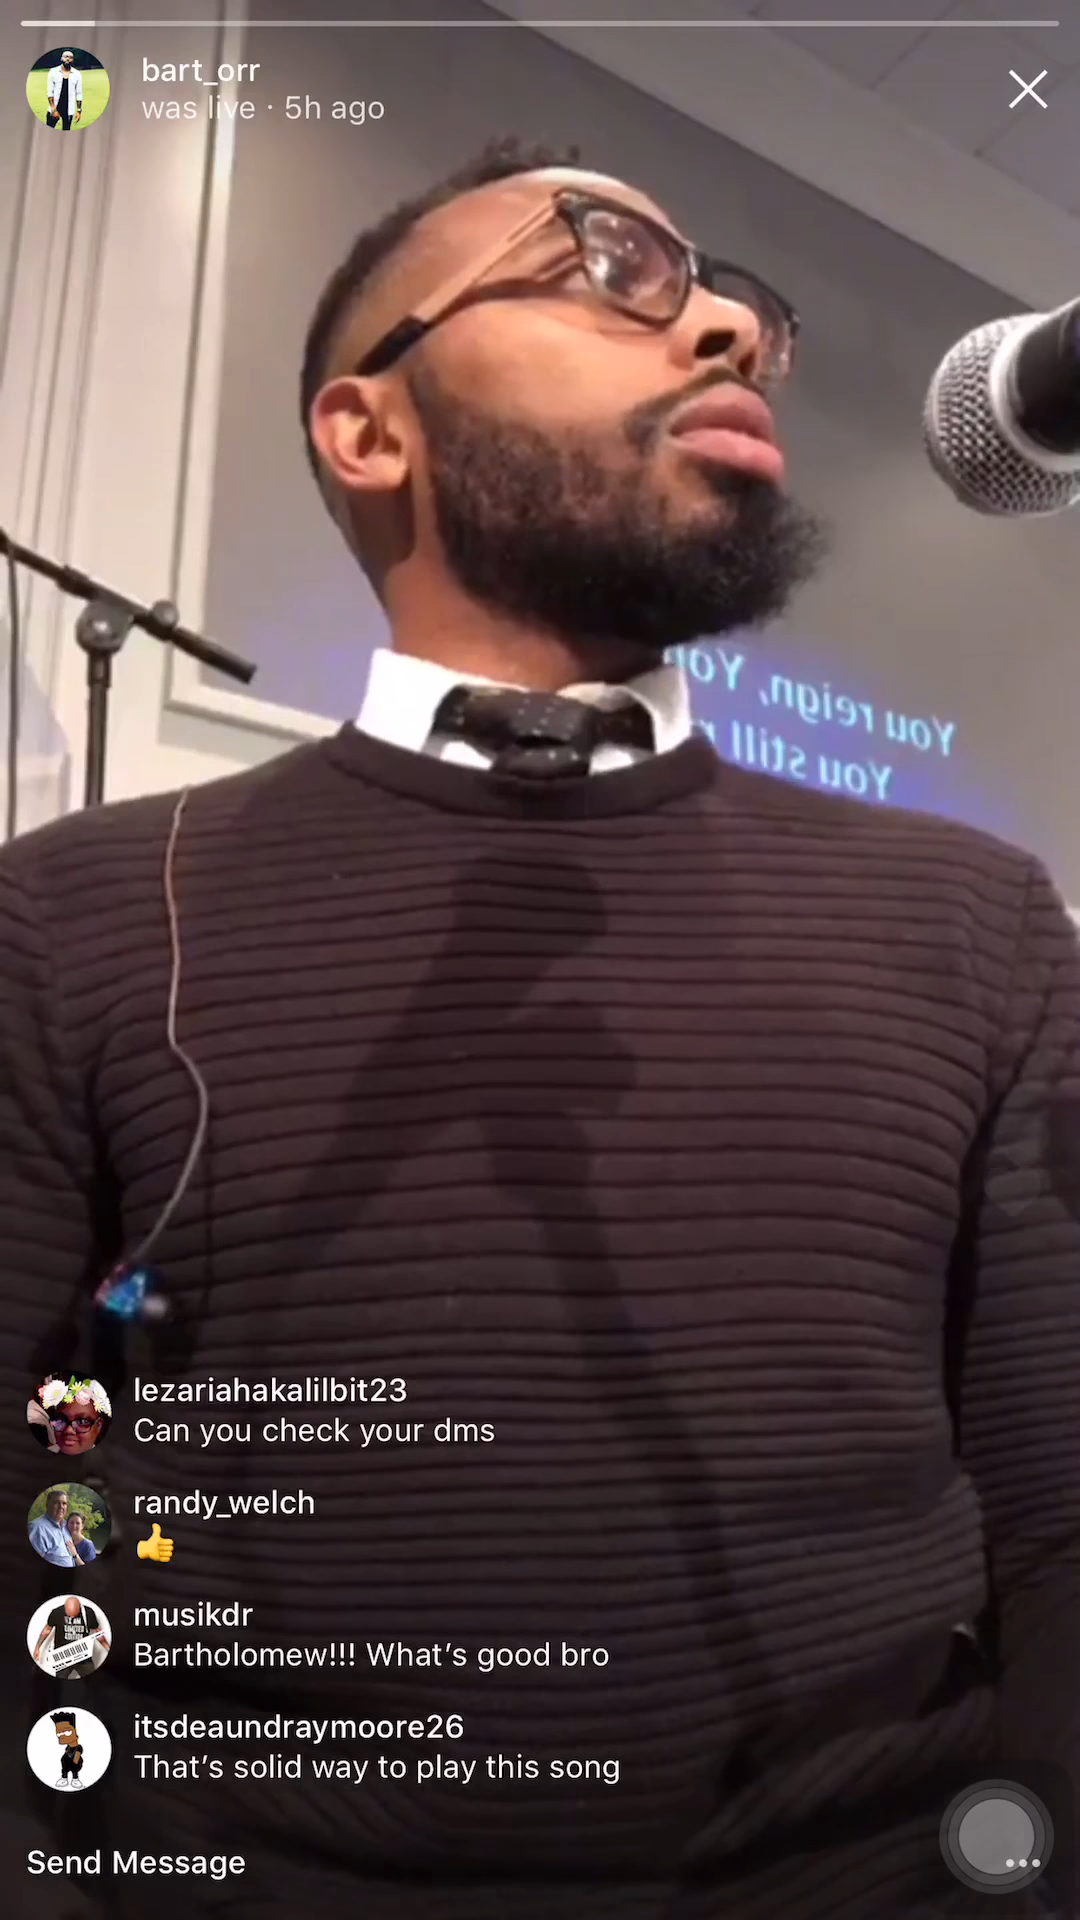 bart_orr
was live · 5h ago
You reign, You
You still r
lezariahakalilbit23
Can you check your dms
randy_welch
👍
musikdr
Bartholomew!!! What’s good bro
itsdeaundraymoore26
That’s solid way to play this song
Send Message